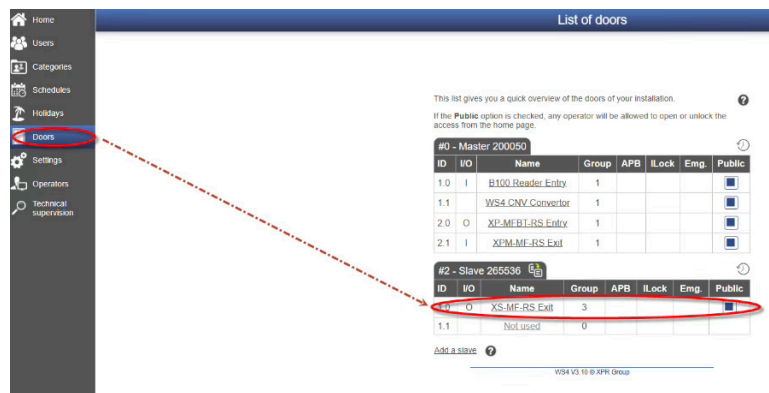 Home
List of doors
Users
Categories
Schedules
Holidays
Doors
Settings
Operators
Technical
supervision
This list gives you a quick overview of the doors of your installation.
If the Public option is checked, any operator will be allowed to open or unlock the
access from the home page.
#0 - Master 200050
ID I/O Name Group APB ILock Emg. Public
1.0 I B100 Reader Entry 1
1.1 WS4 CNV Convertor 1
2.0 O XP-MFBT-RS Entry 1
2.1 I XPM-MF-RS Exit 1
#2 - Slave 265536
ID I/O Name Group APB ILock Emg. Public
1.0 O XS-MF-RS Exit 3
1.1 Not used 0
Add a slave
WS4 V3.10 © XPR Group